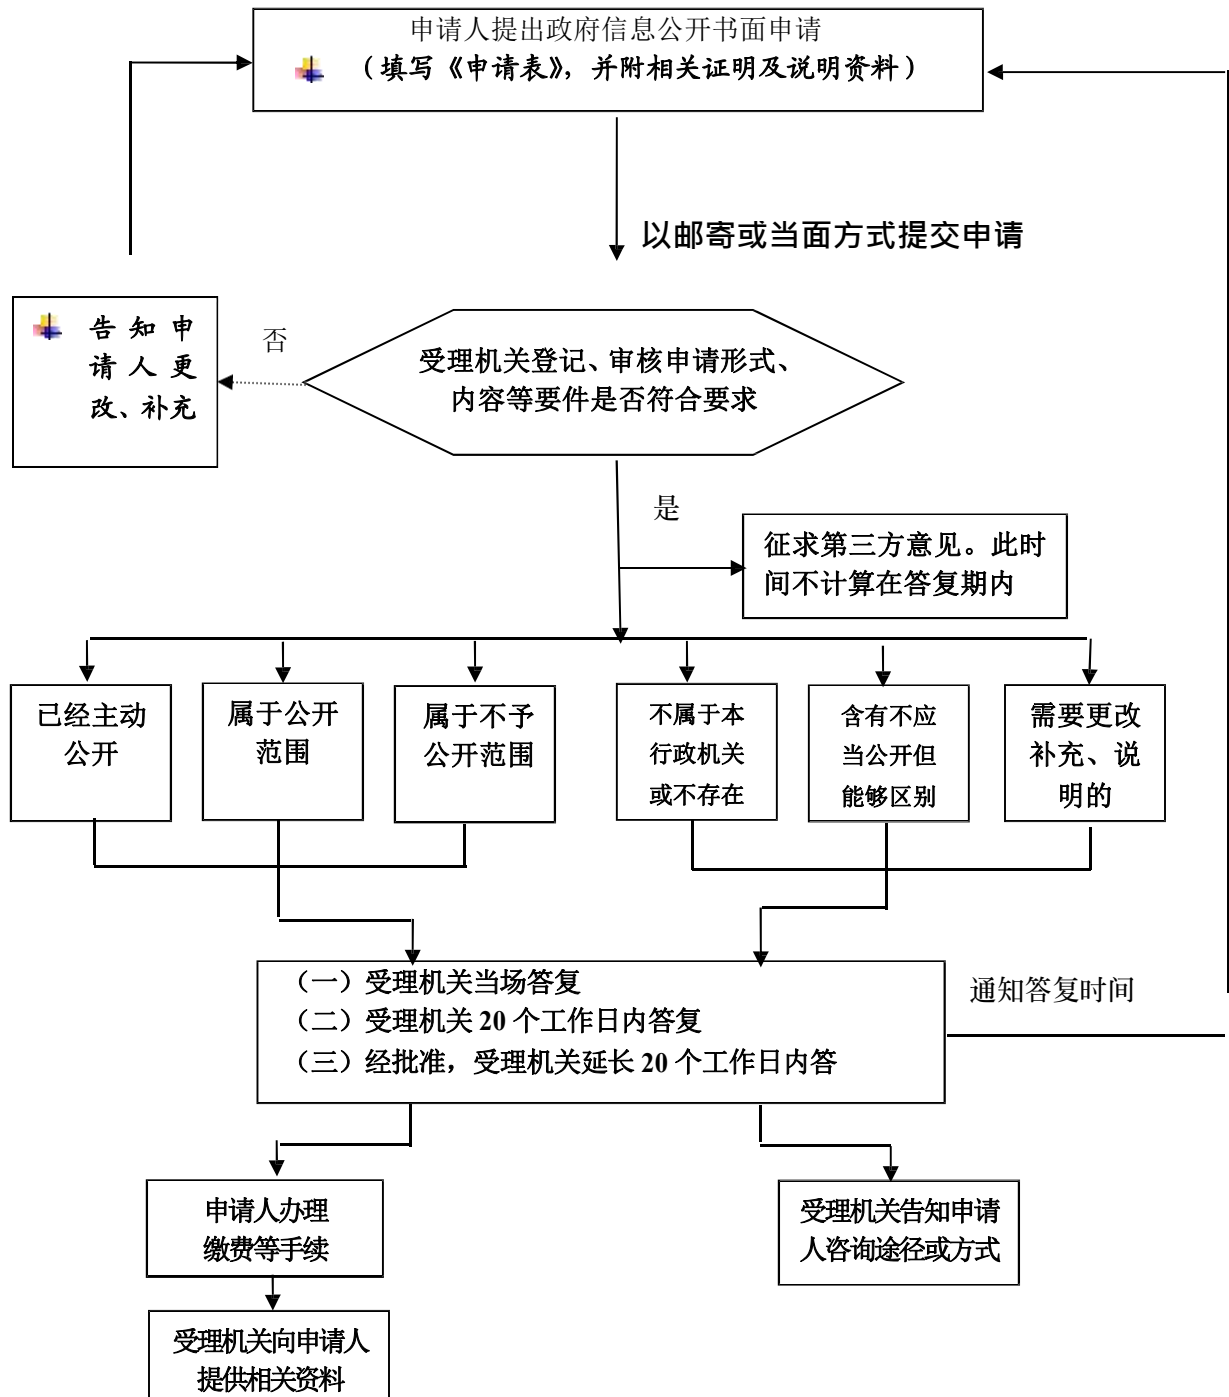 申请人提出政府信息公开书面申请
（填写《申请表》，并附相关证明及说明资料）
以邮寄或当面方式提交申请
告知申
请人更
改、补充
否
受理机关登记、审核申请形式、
内容等要件是否符合要求
是
征求第三方意见。此时
间不计算在答复期内
已经主动
公开
属于公开
范围
属于不予
公开范围
不属于本
行政机关
或不存在
含有不应
当公开但
能够区别
需要更改
补充、说
明的
（一）受理机关当场答复
（二）受理机关 20 个工作日内答复
（三）经批准，受理机关延长 20 个工作日内答
通知答复时间
申请人办理
缴费等手续
受理机关告知申请
人咨询途径或方式
受理机关向申请人
提供相关资料